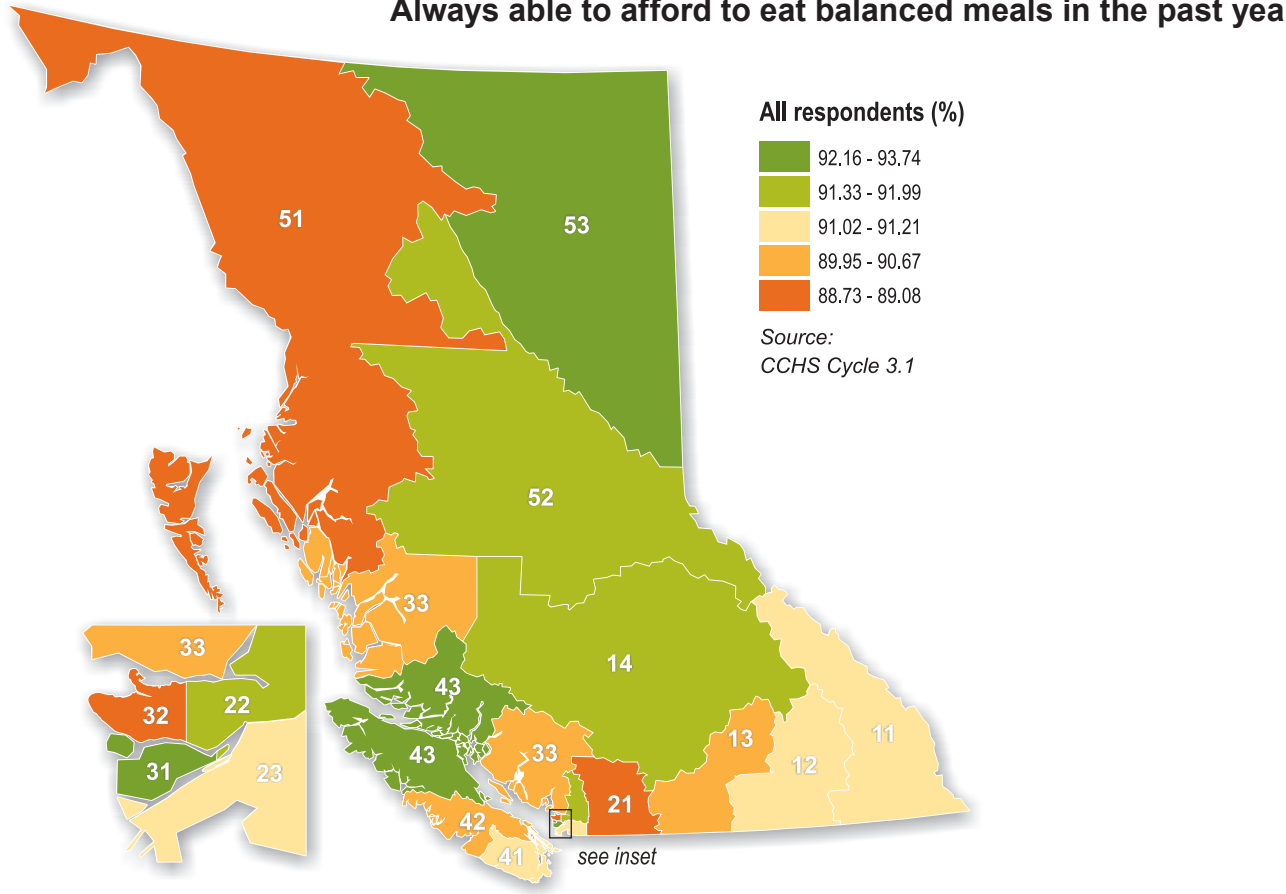 Always able to afford to eat balanced meals in the past yea
All respondents (%)
92.16 - 93.74
91.33 - 91.99
91.02 - 91.21
89.95 - 90.67
88.73 - 89.08
Source:
CCHS Cycle 3.1
51
53
52
33
14
43
33
32
22
31
23
43
33
13
12
11
42
41
21
see inset